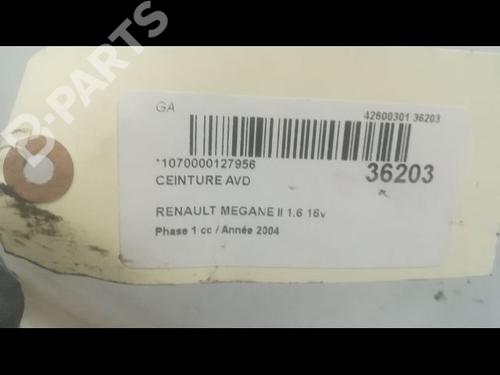 B-PARTS
GA
42600301 36203
*1070000127956
36203
CEINTURE AVD
RENAULT MEGANE II 1.6 16v
Phase 1 cc / Année 2004